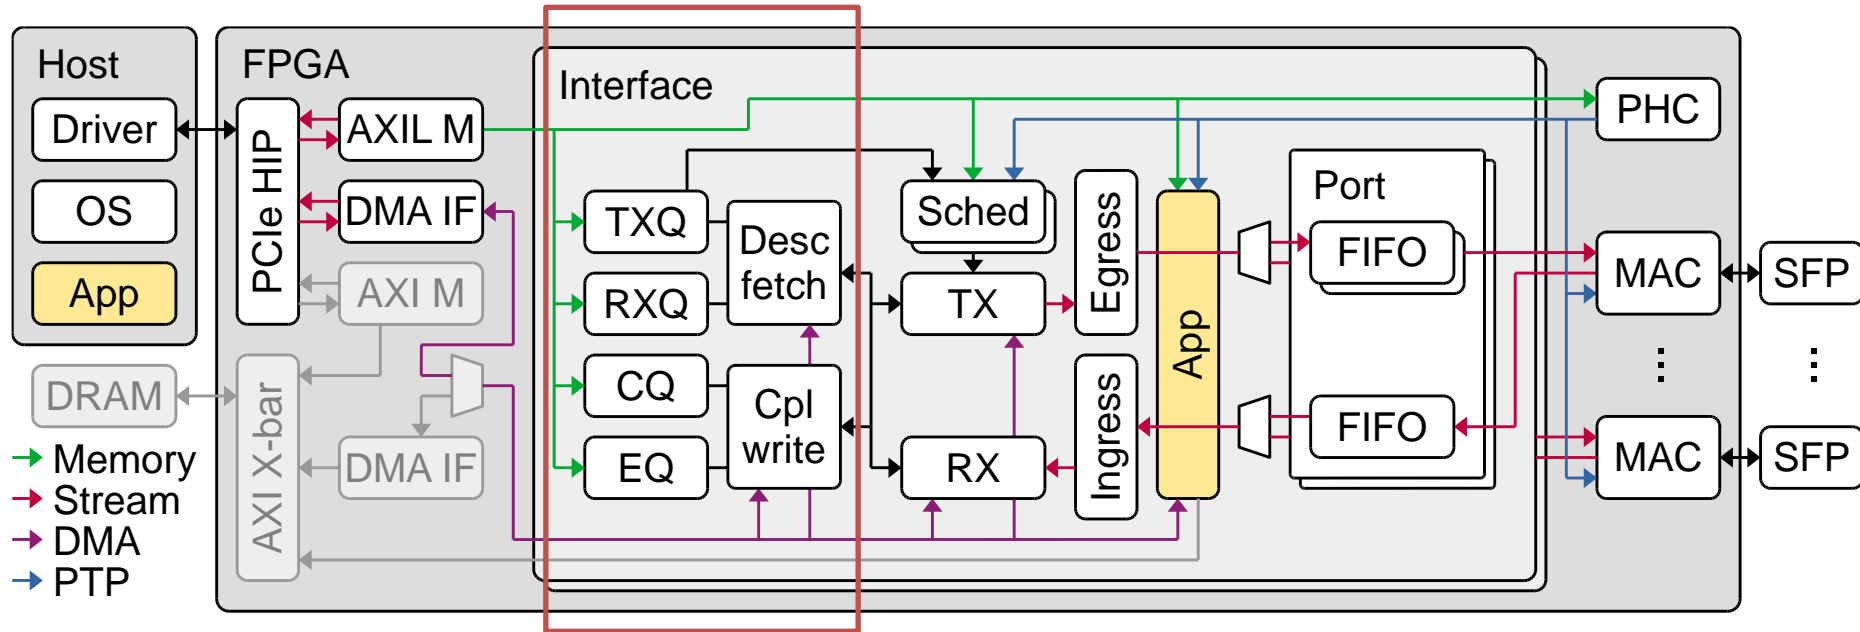 Host
Driver
OS
App
DRAM
Memory
Stream
DMA
PTP
FPGA
PCIe HIP
AXIL M
DMA IF
AXI M
AXI X-bar
DMA IF
Interface
TXQ
RXQ
CQ
EQ
Desc
fetch
Cpl
write
Sched
TX
RX
Egress
Ingress
App
Port
FIFO
FIFO
PHC
MAC
MAC
SFP
SFP